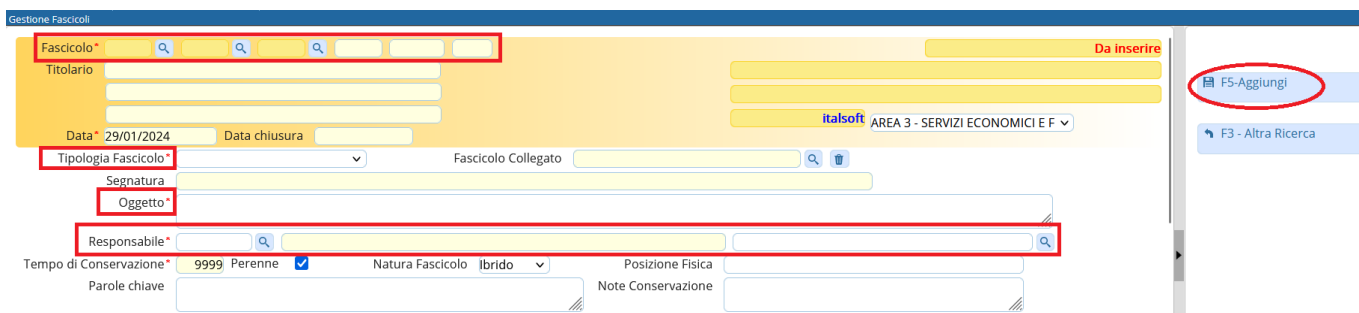 Gestione Fascicoli
Fascicolo* Da inserire
Titolario
F5-Aggiungi
italsoft AREA 3 - SERVIZI ECONOMICI E F
Data* 29/01/2024 Data chiusura
F3 - Altra Ricerca
Tipologia Fascicolo* Fascicolo Collegato
Segnatura
Oggetto*
Responsabile*
Tempo di Conservazione* 9999 Perenne Natura Fascicolo Ibrido Posizione Fisica
Parole chiave Note Conservazione